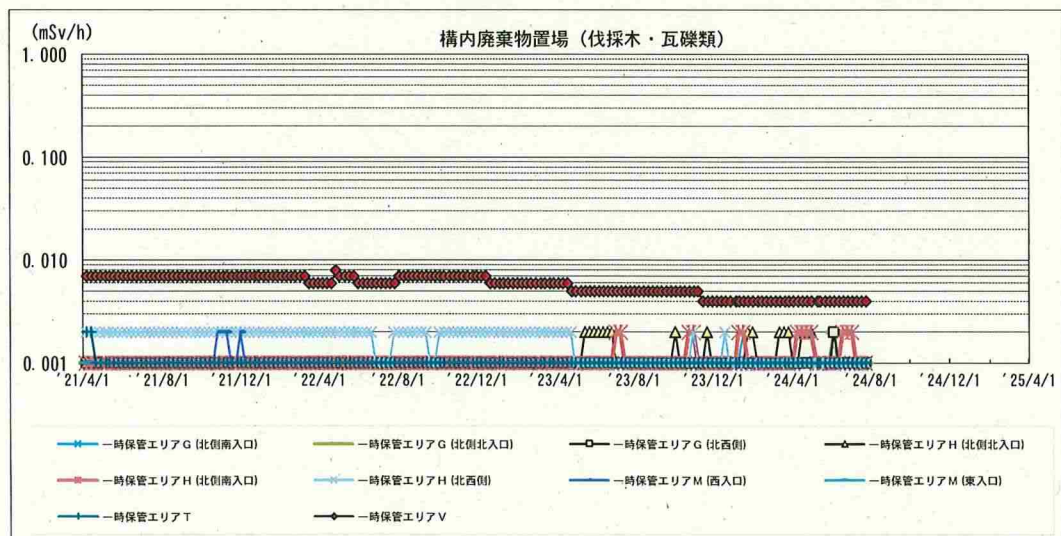 (mSv/h)
構内廃棄物置場（伐採木・瓦礫類）
1.000
0.100
0.010
0.001
'21/4/1 '21/8/1 '21/12/1 '22/4/1 '22/8/1 '22/12/1 '23/4/1 '23/8/1 '23/12/1 '24/4/1 '24/8/1 '24/12/1 '25/4/1
一時保管エリアG (北側南入口) 一時保管エリアG (北側北入口) 一時保管エリアG (北西側) 一時保管エリアH (北側北入口)
一時保管エリアH (北側南入口) 一時保管エリアH (北西側) 一時保管エリアM (西入口) 一時保管エリアM (東入口)
一時保管エリアT 一時保管エリアV